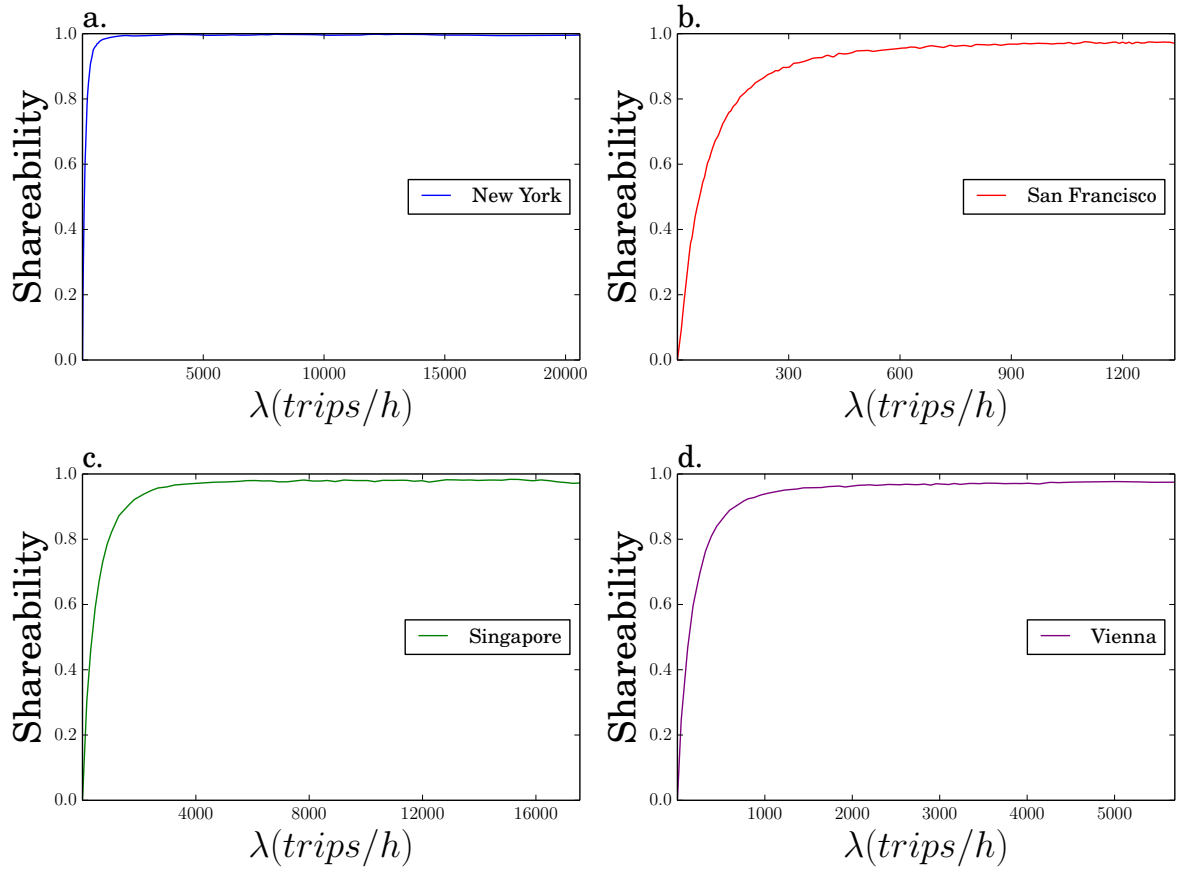 a.
1.0
0.8
0.6
0.4
0.2
0.0
Shareability
New York
5000 10000 15000 20000
λ(trips/h)
b.
1.0
0.8
0.6
0.4
0.2
0.0
Shareability
San Francisco
300 600 900 1200
λ(trips/h)
c.
1.0
0.8
0.6
0.4
0.2
0.0
Shareability
Singapore
4000 8000 12000 16000
λ(trips/h)
d.
1.0
0.8
0.6
0.4
0.2
0.0
Shareability
Vienna
1000 2000 3000 4000 5000
λ(trips/h)